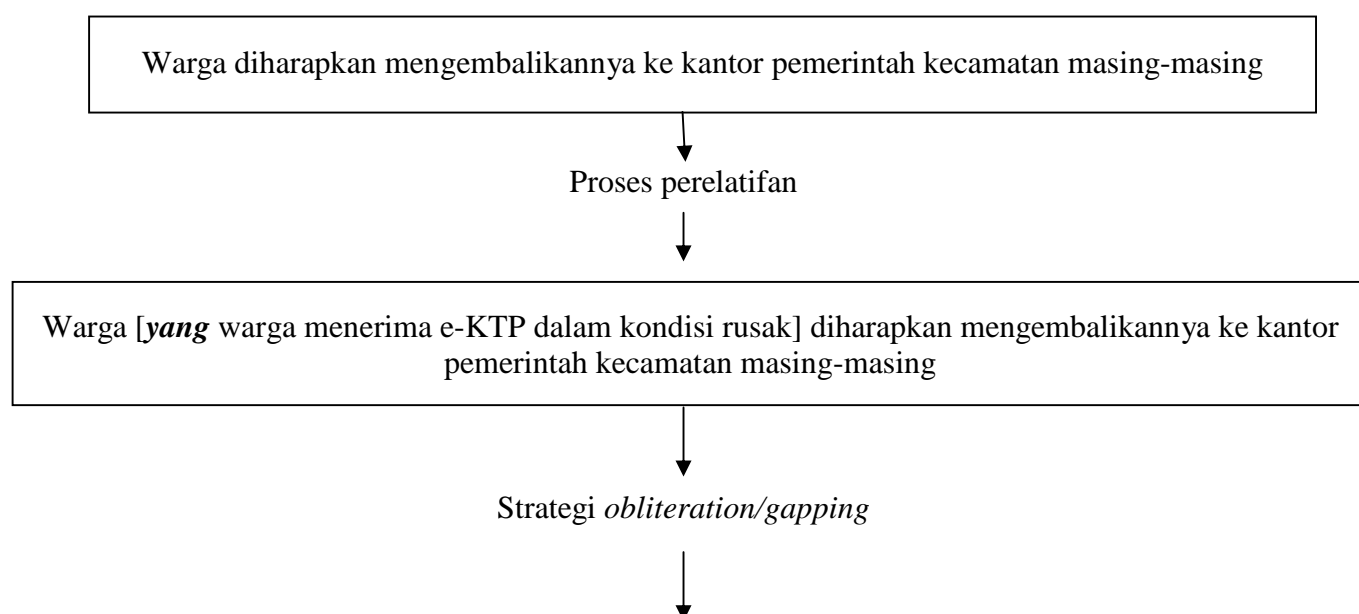 Warga diharapkan mengembalikannya ke kantor pemerintah kecamatan masing-masing
Proses perelatifan
Warga [yang warga menerima e-KTP dalam kondisi rusak] diharapkan mengembalikannya ke kantor
pemerintah kecamatan masing-masing
Strategi obliteration/gapping